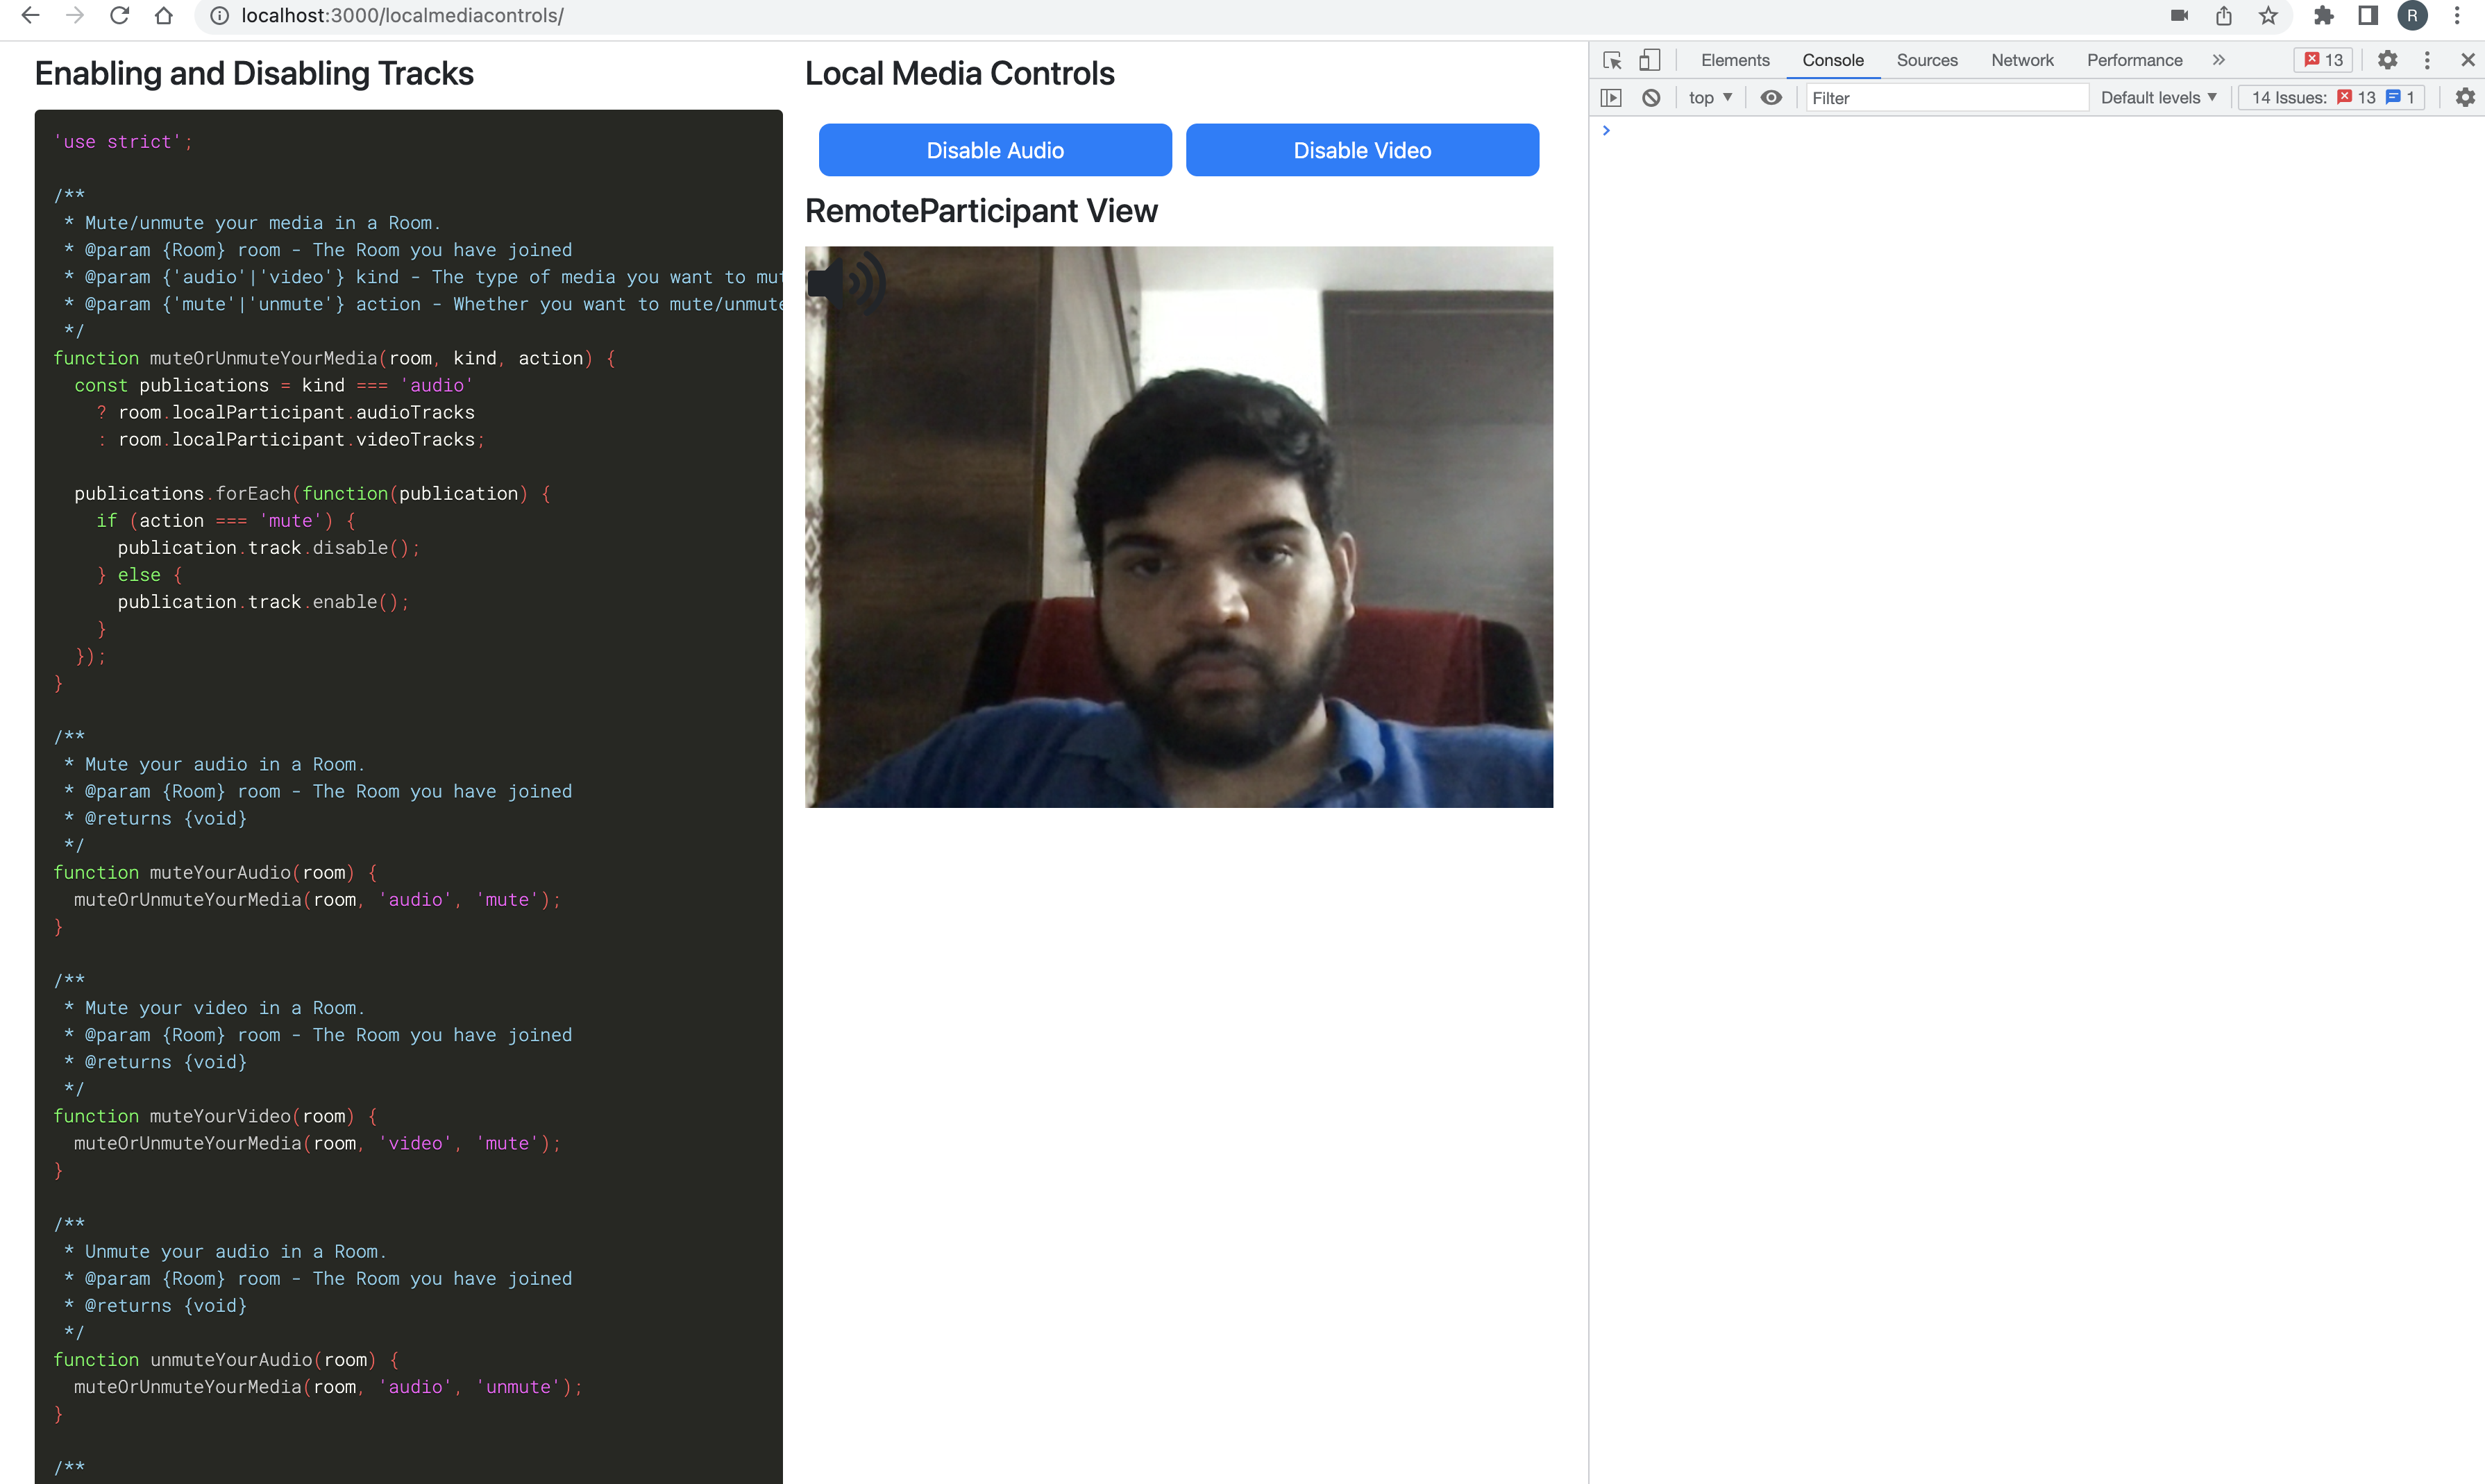 localhost:3000/localmediacontrols/
R
Enabling and Disabling Tracks
'use strict';
/**
 * Mute/unmute your media in a Room.
 * @param {Room} room - The Room you have joined
 * @param {'audio'|'video'} kind - The type of media you want to mut
 * @param {'mute'|'unmute'} action - Whether you want to mute/unmute
 */
function muteOrUnmuteYourMedia(room, kind, action) {
  const publications = kind === 'audio'
    ? room.localParticipant.audioTracks
    : room.localParticipant.videoTracks;
  publications.forEach(function(publication) {
    if (action === 'mute') {
      publication.track.disable();
    } else {
      publication.track.enable();
    }
  });
}
/**
 * Mute your audio in a Room.
 * @param {Room} room - The Room you have joined
 * @returns {void}
 */
function muteYourAudio(room) {
  muteOrUnmuteYourMedia(room, 'audio', 'mute');
}
/**
 * Mute your video in a Room.
 * @param {Room} room - The Room you have joined
 * @returns {void}
 */
function muteYourVideo(room) {
  muteOrUnmuteYourMedia(room, 'video', 'mute');
}
/**
 * Unmute your audio in a Room.
 * @param {Room} room - The Room you have joined
 * @returns {void}
 */
function unmuteYourAudio(room) {
  muteOrUnmuteYourMedia(room, 'audio', 'unmute');
}
/**
Local Media Controls
Disable Audio Disable Video
RemoteParticipant View
Elements Console Sources Network Performance » 13
top ▼ Filter Default levels ▼ 14 Issues: 13 1
>